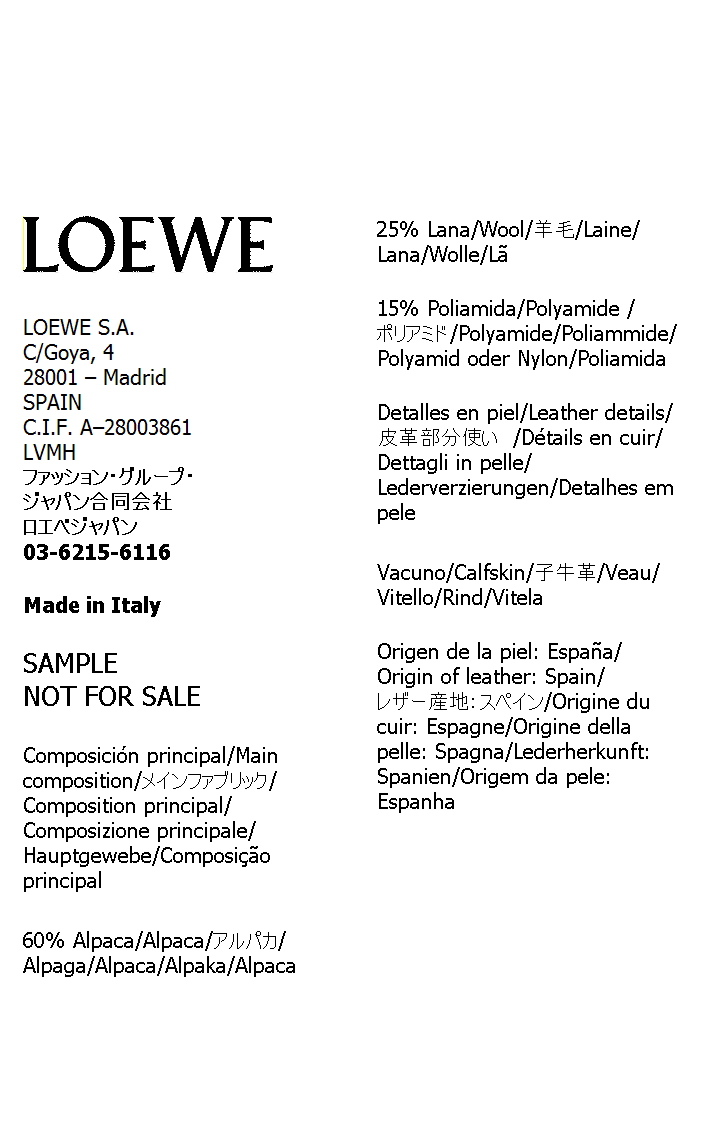 LOEWE
LOEWE S.A.
C/Goya, 4
28001 – Madrid
SPAIN
C.I.F. A–28003861
LVMH
ファッション・グループ・
ジャパン合同会社
ロエベジャパン
03-6215-6116
Made in Italy
SAMPLE
NOT FOR SALE
Composición principal/Main
composition/メインファブリック/
Composition principal/
Composizione principale/
Hauptgewebe/Composição
principal
60% Alpaca/Alpaca/アルパカ/
Alpaga/Alpaca/Alpaka/Alpaca
25% Lana/Wool/羊毛/Laine/
Lana/Wolle/Lã
15% Poliamida/Polyamide /
ポリアミド/Polyamide/Poliammide/
Polyamid oder Nylon/Poliamida
Detalles en piel/Leather details/
皮革部分使い /Détails en cuir/
Dettagli in pelle/
Lederverzierungen/Detalhes em
pele
Vacuno/Calfskin/子牛革/Veau/
Vitello/Rind/Vitela
Origen de la piel: España/
Origin of leather: Spain/
レザー産地：スペイン/Origine du
cuir: Espagne/Origine della
pelle: Spagna/Lederherkunft:
Spanien/Origem da pele:
Espanha